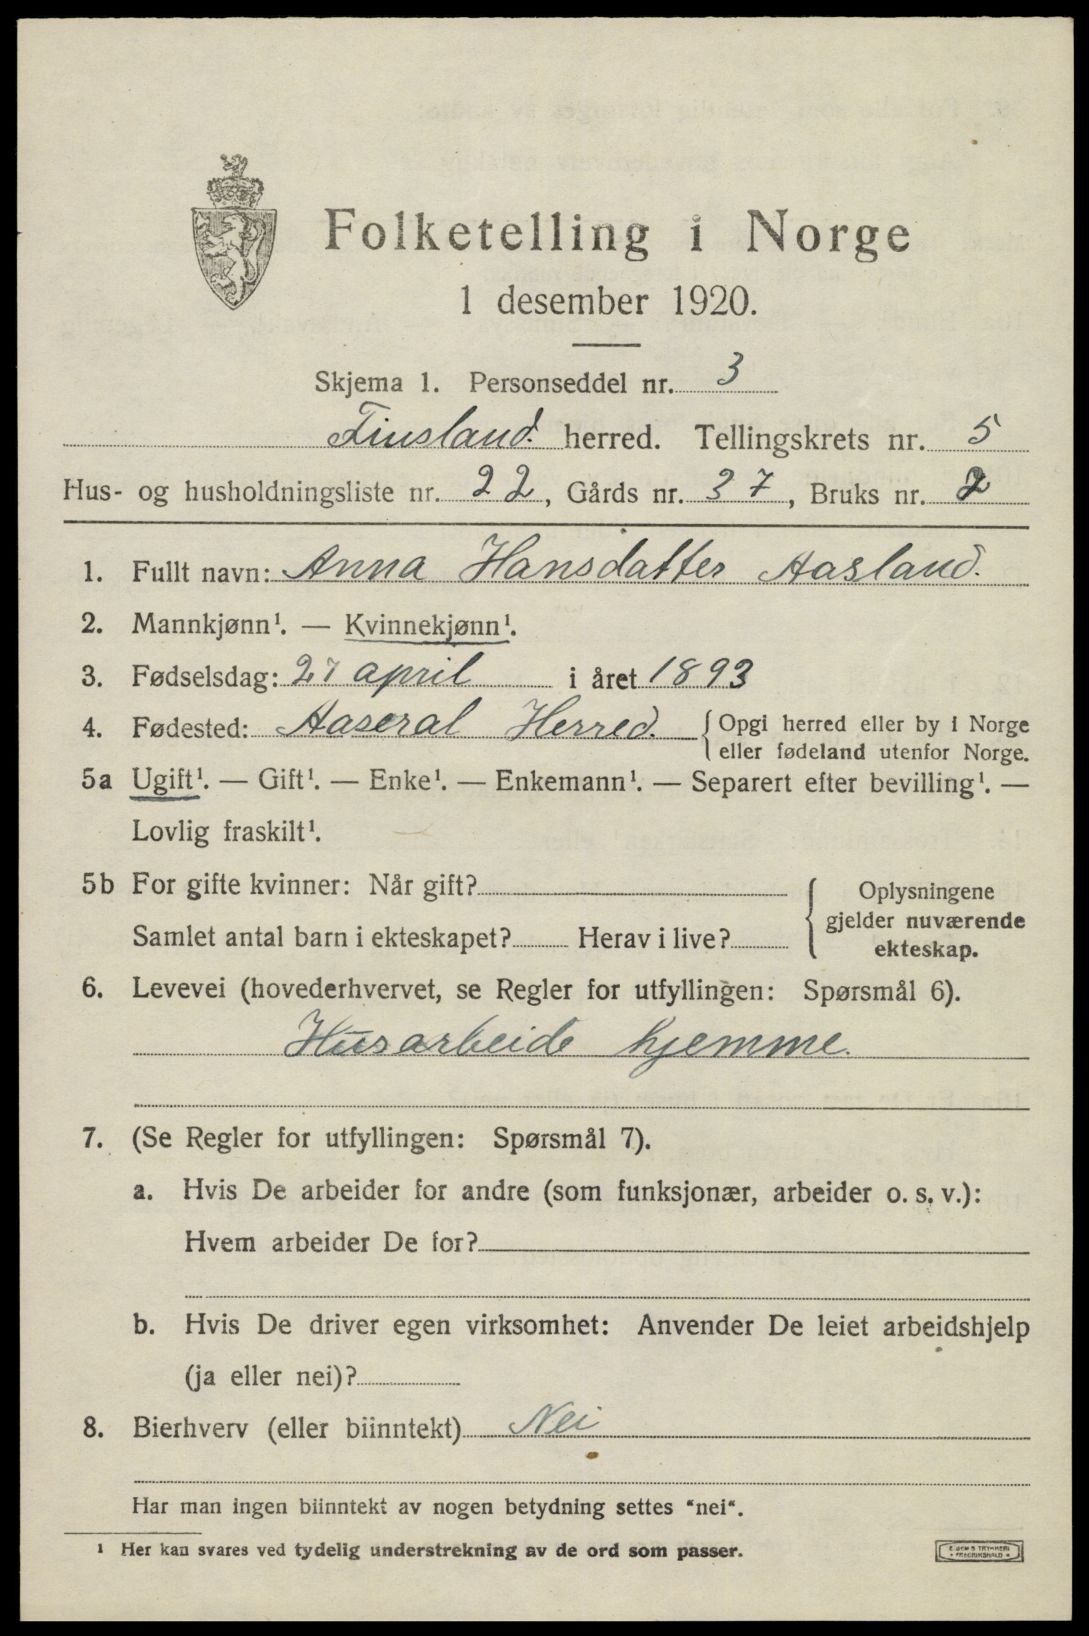 Folketelling i Norge
1 desember 1920.
Skjema 1. Personseddel nr. 3
Finsland. herred. Tellingskrets nr. 5
Hus- og husholdningsliste nr. 22, Gårds nr. 37, Bruks nr. 2
1. Fullt navn: Anna Hansdatter Aasland.
2. Mannkjønn¹. — Kvinnekjønn¹.
3. Fødselsdag: 27 april i året 1893
4. Fødested: Aaseral Herred. { Opgi herred eller by i Norge
eller fødeland utenfor Norge.
5a Ugift¹. — Gift¹. — Enke¹. — Enkemann¹. — Separert efter bevilling¹. —
Lovlig fraskilt¹.
5b For gifte kvinner: Når gift?
Samlet antal barn i ekteskapet? Herav i live?
{ Oplysningene
gjelder nuværende
ekteskap.
6. Levevei (hovederhvervet, se Regler for utfyllingen: Spørsmål 6).
Husarbeide hjemme.
7. (Se Regler for utfyllingen: Spørsmål 7).
a. Hvis De arbeider for andre (som funksjonær, arbeider o. s. v.):
Hvem arbeider De for?
b. Hvis De driver egen virksomhet: Anvender De leiet arbeidshjelp
(ja eller nei)?
8. Bierhverv (eller biinntekt) Nei
Har man ingen biinntekt av nogen betydning settes "nei".
¹ Her kan svares ved tydelig understrekning av de ord som passer.